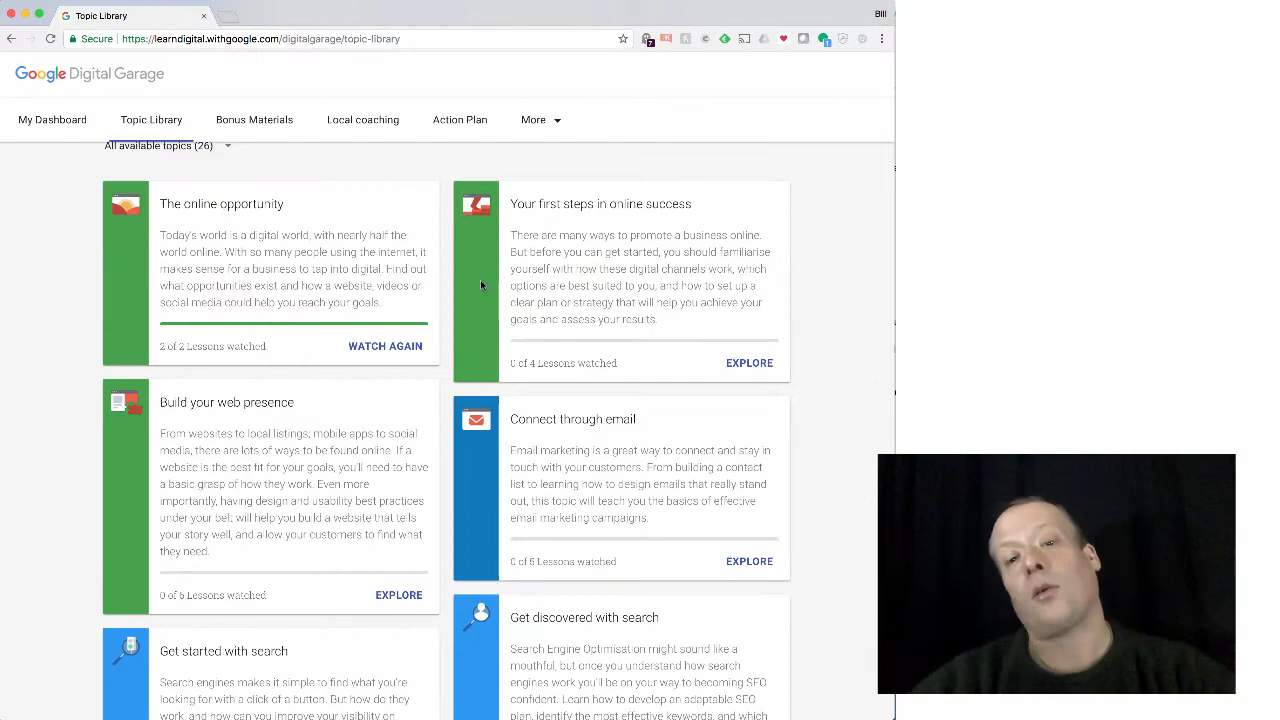 Topic Library
Bill
Secure
https://learndigital.withgoogle.com/digitalgarage/topic-library
7
1
Google Digital Garage
My Dashboard
Topic Library
Bonus Materials
Local coaching
Action Plan
More
All available topics (26)
The online opportunity
Today's world is a digital world, with nearly half the
world online. With so many people using the internet, it
makes sense for a business to tap into digital. Find out
what opportunities exist and how a website, videos or
social media could help you reach your goals.
2 of 2 Lessons watched
WATCH AGAIN
Your first steps in online success
There are many ways to promote a business online.
But before you can get started, you should familiarise
yourself with how these digital channels work, which
options are best suited to you, and how to set up a
clear plan or strategy that will help you achieve your
goals and assess your results.
0 of 4 Lessons watched
EXPLORE
Build your web presence
From websites to local listings; mobile apps to social
media, there are lots of ways to be found online. If a
website is the best fit for your goals, you'll need to have
a basic grasp of how they work. Even more
importantly, having design and usability best practices
under your belt will help you build a website that tells
your story well, and allow your customers to find what
they need.
0 of 6 Lessons watched
EXPLORE
Connect through email
Email marketing is a great way to connect and stay in
touch with your customers. From building a contact
list to learning how to design emails that really stand
out, this topic will teach you the basics of effective
email marketing campaigns.
0 of 5 Lessons watched
EXPLORE
Get started with search
Search engines makes it simple to find what you're
looking for with a click of a button. But how do they
work, and how can you improve your visibility on
Get discovered with search
Search Engine Optimisation might sound like a
mouthful, but once you understand how search
engines work you'll be on your way to becoming SEO
confident. Learn how to develop an adaptable SEO
plan, identify the most effective keywords, and which